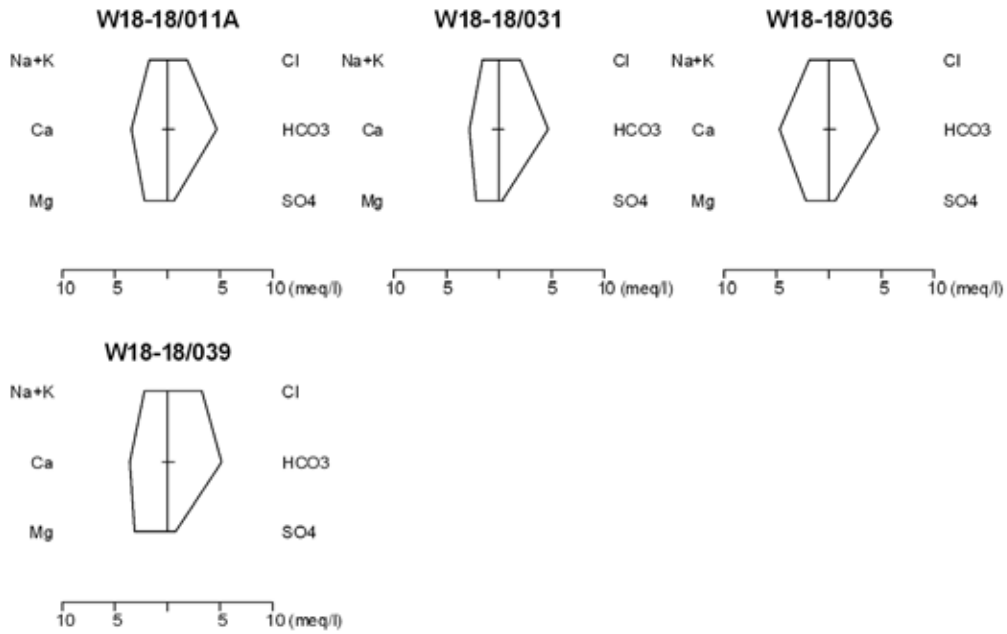 W18-18/011A W18-18/031 W18-18/036
Na+K Cl Na+K Cl Na+K Cl
Ca HCO3 Ca HCO3 Ca HCO3
Mg SO4 Mg SO4 Mg SO4
10 5 5 10 (meq/l) 10 5 5 10 (meq/l) 10 5 5 10 (meq/l)
W18-18/039
Na+K Cl
Ca HCO3
Mg SO4
10 5 5 10 (meq/l)